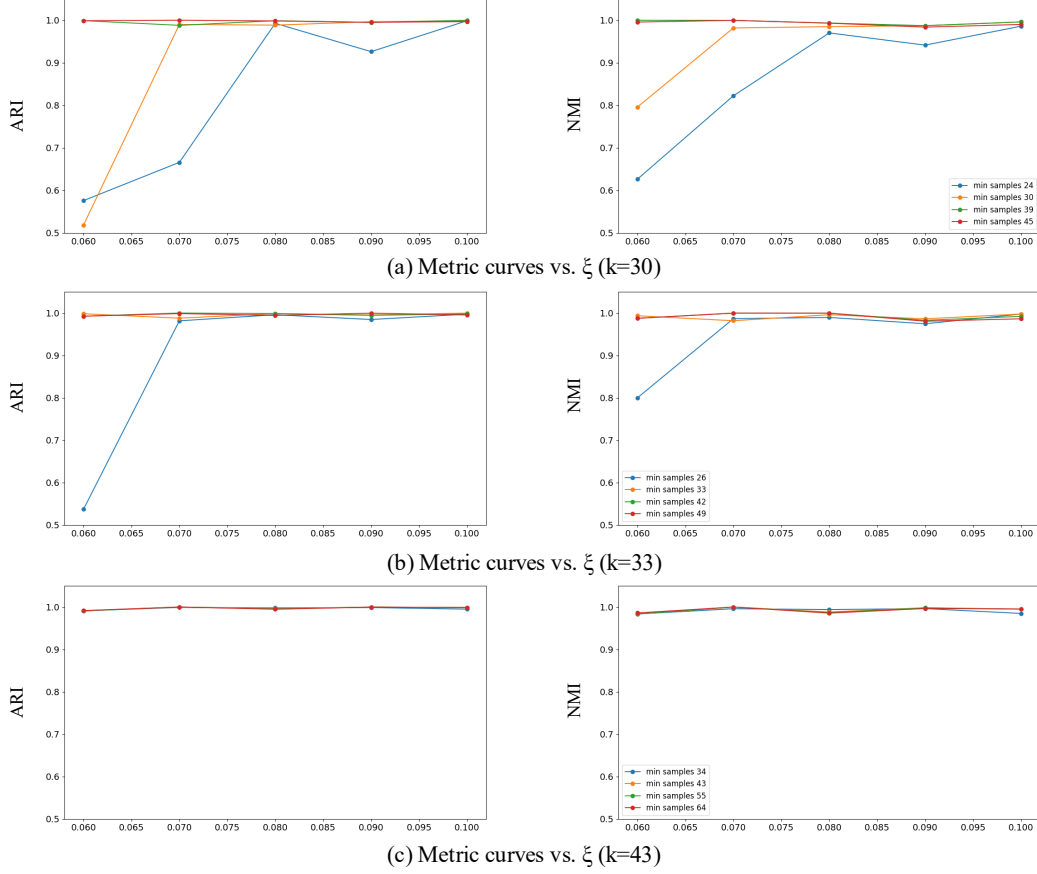 1.0
0.9
0.8
0.7
0.6
0.5
ARI
0.060 0.065 0.070 0.075 0.080 0.085 0.090 0.095 0.100
1.0
0.9
0.8
0.7
0.6
0.5
NMI
min samples 24
min samples 30
min samples 39
min samples 45
0.060 0.065 0.070 0.075 0.080 0.085 0.090 0.095 0.100
(a) Metric curves vs. ξ (k=30)
1.0
0.9
0.8
0.7
0.6
0.5
ARI
0.060 0.065 0.070 0.075 0.080 0.085 0.090 0.095 0.100
1.0
0.9
0.8
0.7
0.6
0.5
NMI
min samples 26
min samples 33
min samples 42
min samples 49
0.060 0.065 0.070 0.075 0.080 0.085 0.090 0.095 0.100
(b) Metric curves vs. ξ (k=33)
1.0
0.9
0.8
0.7
0.6
0.5
ARI
0.060 0.065 0.070 0.075 0.080 0.085 0.090 0.095 0.100
1.0
0.9
0.8
0.7
0.6
0.5
NMI
min samples 34
min samples 43
min samples 55
min samples 64
0.060 0.065 0.070 0.075 0.080 0.085 0.090 0.095 0.100
(c) Metric curves vs. ξ (k=43)